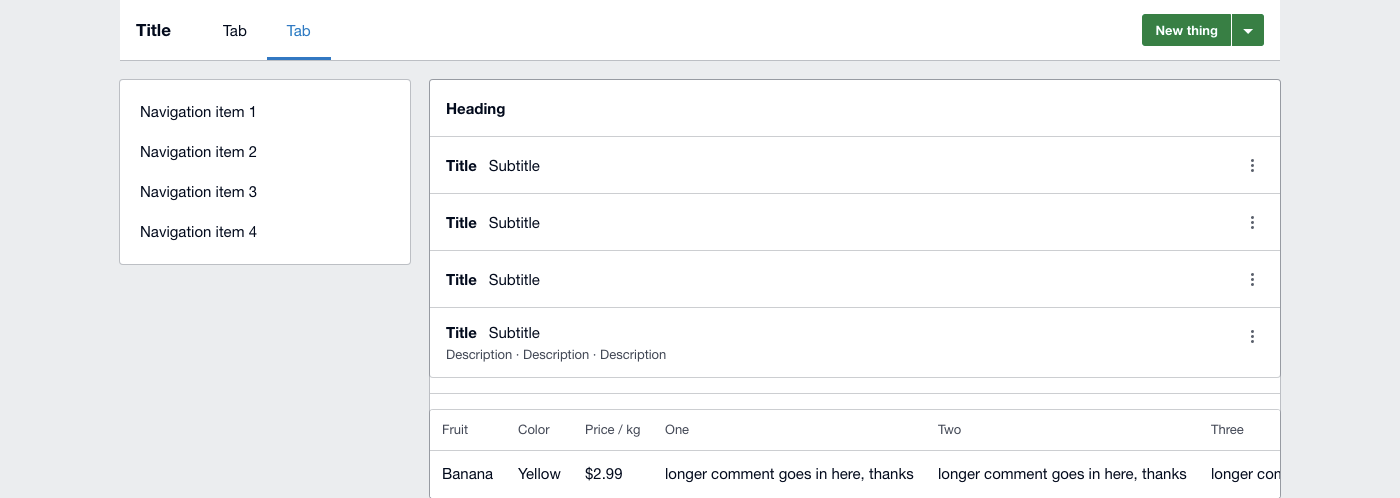 Title Tab Tab New thing
Navigation item 1
Navigation item 2
Navigation item 3
Navigation item 4
Heading
Title Subtitle
Title Subtitle
Title Subtitle
Title Subtitle
Description · Description · Description
Fruit Color Price / kg One Two Three
Banana Yellow $2.99 longer comment goes in here, thanks longer comment goes in here, thanks longer